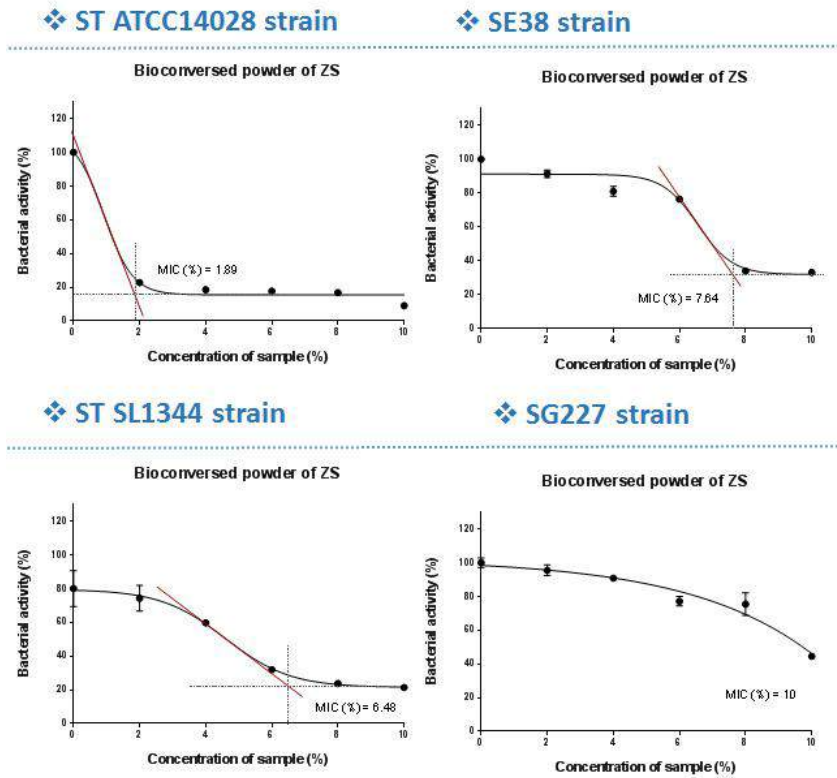 ❖ ST ATCC14028 strain
Bioconversed powder of ZS
Bacterial activity (%)
120
100
80
60
40
20
0
MIC (%) = 1.89
0 2 4 6 8 10
Concentration of sample (%)
❖ SE38 strain
Bioconversed powder of ZS
Bacterial activity (%)
120
100
80
60
40
20
0
MIC (%) = 7.64
0 2 4 6 8 10
Concentration of sample (%)
❖ ST SL1344 strain
Bioconversed powder of ZS
Bacterial activity (%)
120
100
80
60
40
20
0
MIC (%) = 6.48
0 2 4 6 8 10
Concentration of sample (%)
❖ SG227 strain
Bioconversed powder of ZS
Bacterial activity (%)
120
100
80
60
40
20
0
MIC (%) = 10
0 2 4 6 8 10
Concentration of sample (%)